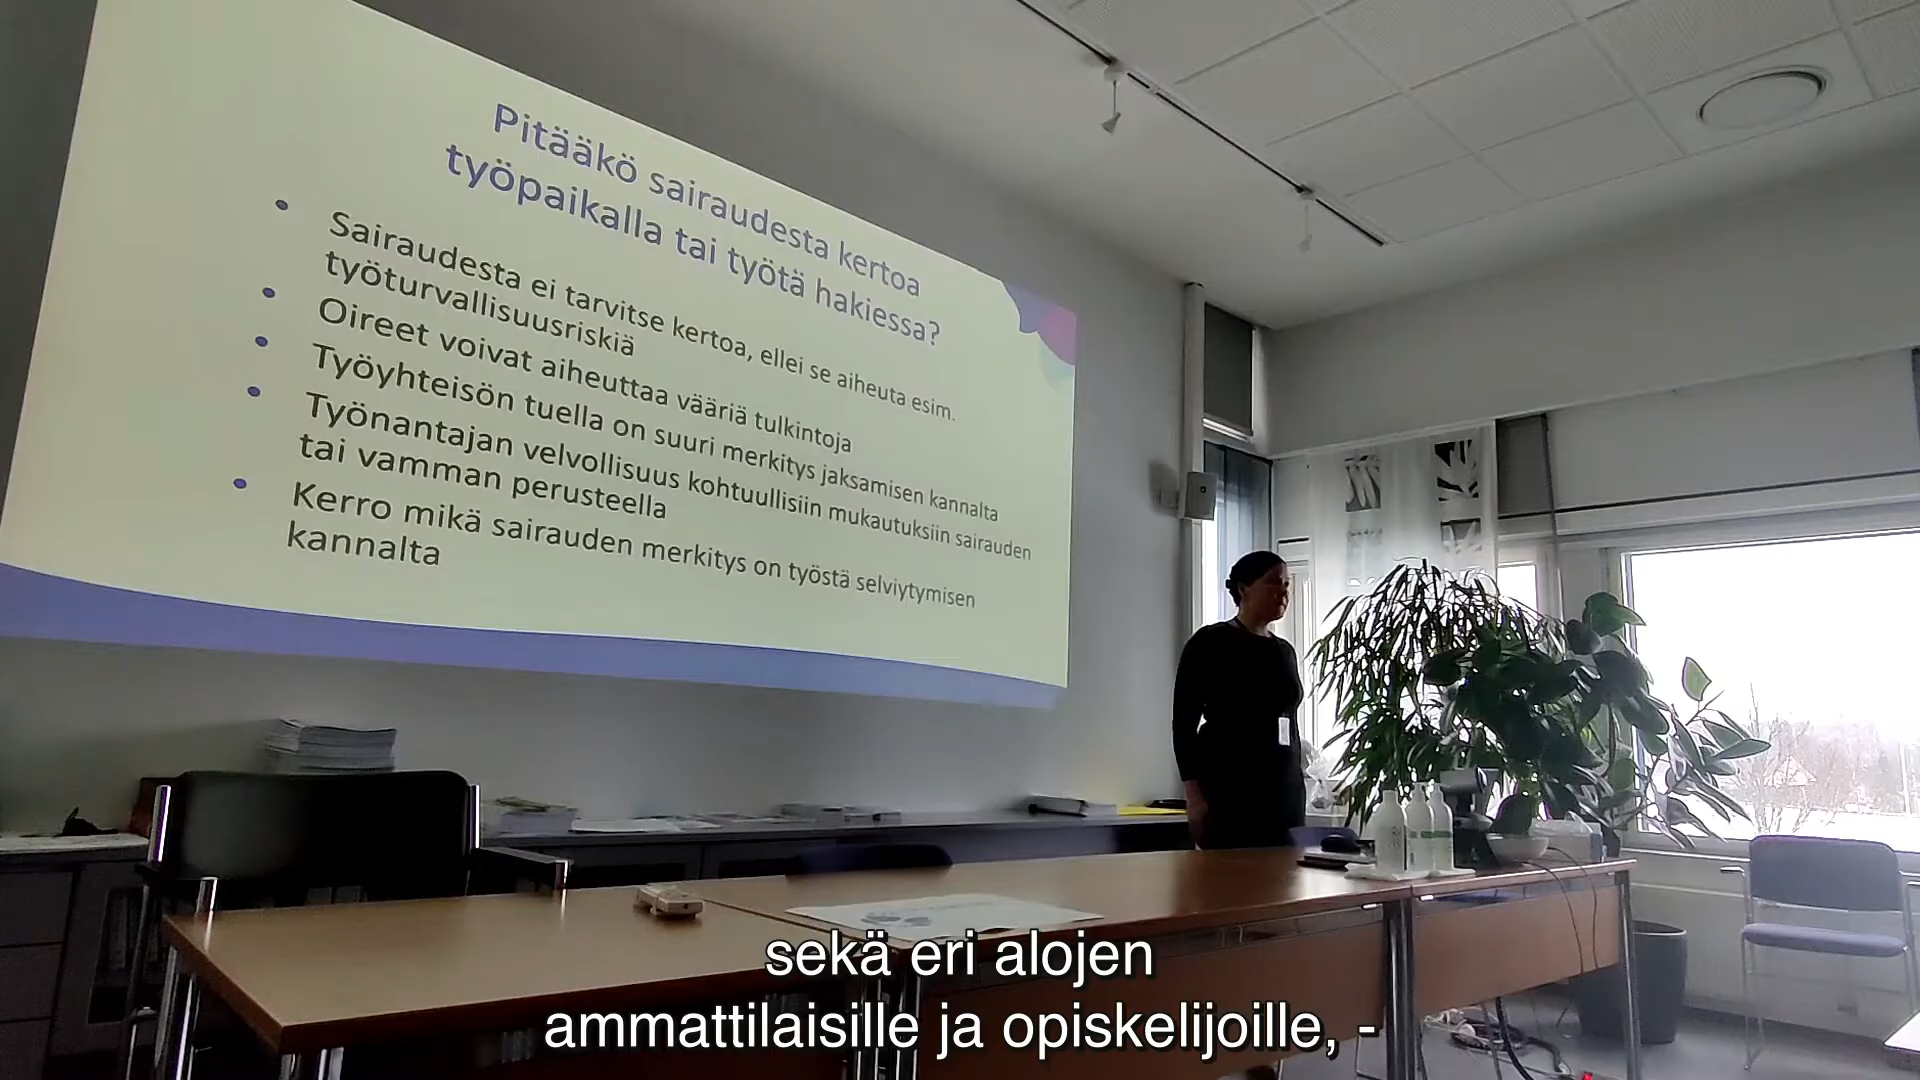 Pitääkö sairaudesta kertoa
työpaikalla tai työtä hakiessa?
• Sairaudesta ei tarvitse kertoa, ellei se aiheuta esim.
työturvallisuusriskiä
• Oireet voivat aiheuttaa vääriä tulkintoja
• Työyhteisön tuella on suuri merkitys jaksamisen kannalta
• Työnantajan velvollisuus kohtuullisiin mukautuksiin sairauden
tai vamman perusteella
• Kerro mikä sairauden merkitys on työstä selviytymisen
kannalta
sekä eri alojen
ammattilaisille ja opiskelijoille, -